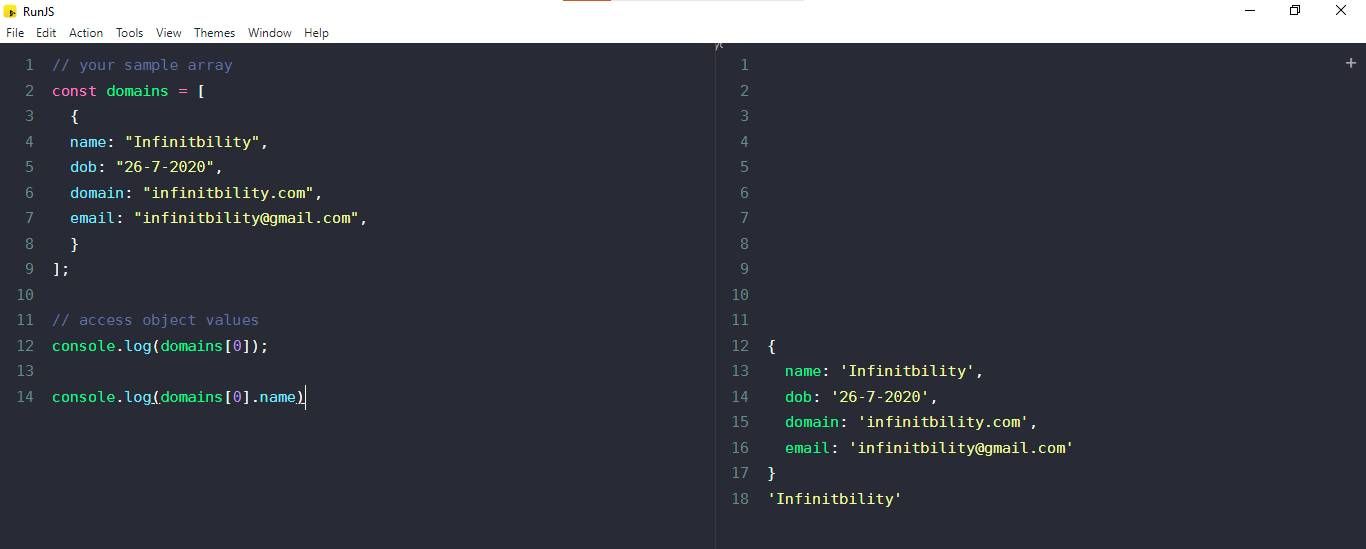 RunJS
File Edit Action Tools View Themes Window Help
1 // your sample array
2 const domains = [
3 {
4 name: "Infinitbility",
5 dob: "26-7-2020",
6 domain: "infinitbility.com",
7 email: "infinitbility@gmail.com",
8 }
9 ];
10
11 // access object values
12 console.log(domains[0]);
13
14 console.log(domains[0].name)
1
2
3
4
5
6
7
8
9
10
11
12 {
13 name: 'Infinitbility',
14 dob: '26-7-2020',
15 domain: 'infinitbility.com',
16 email: 'infinitbility@gmail.com'
17 }
18 'Infinitbility'